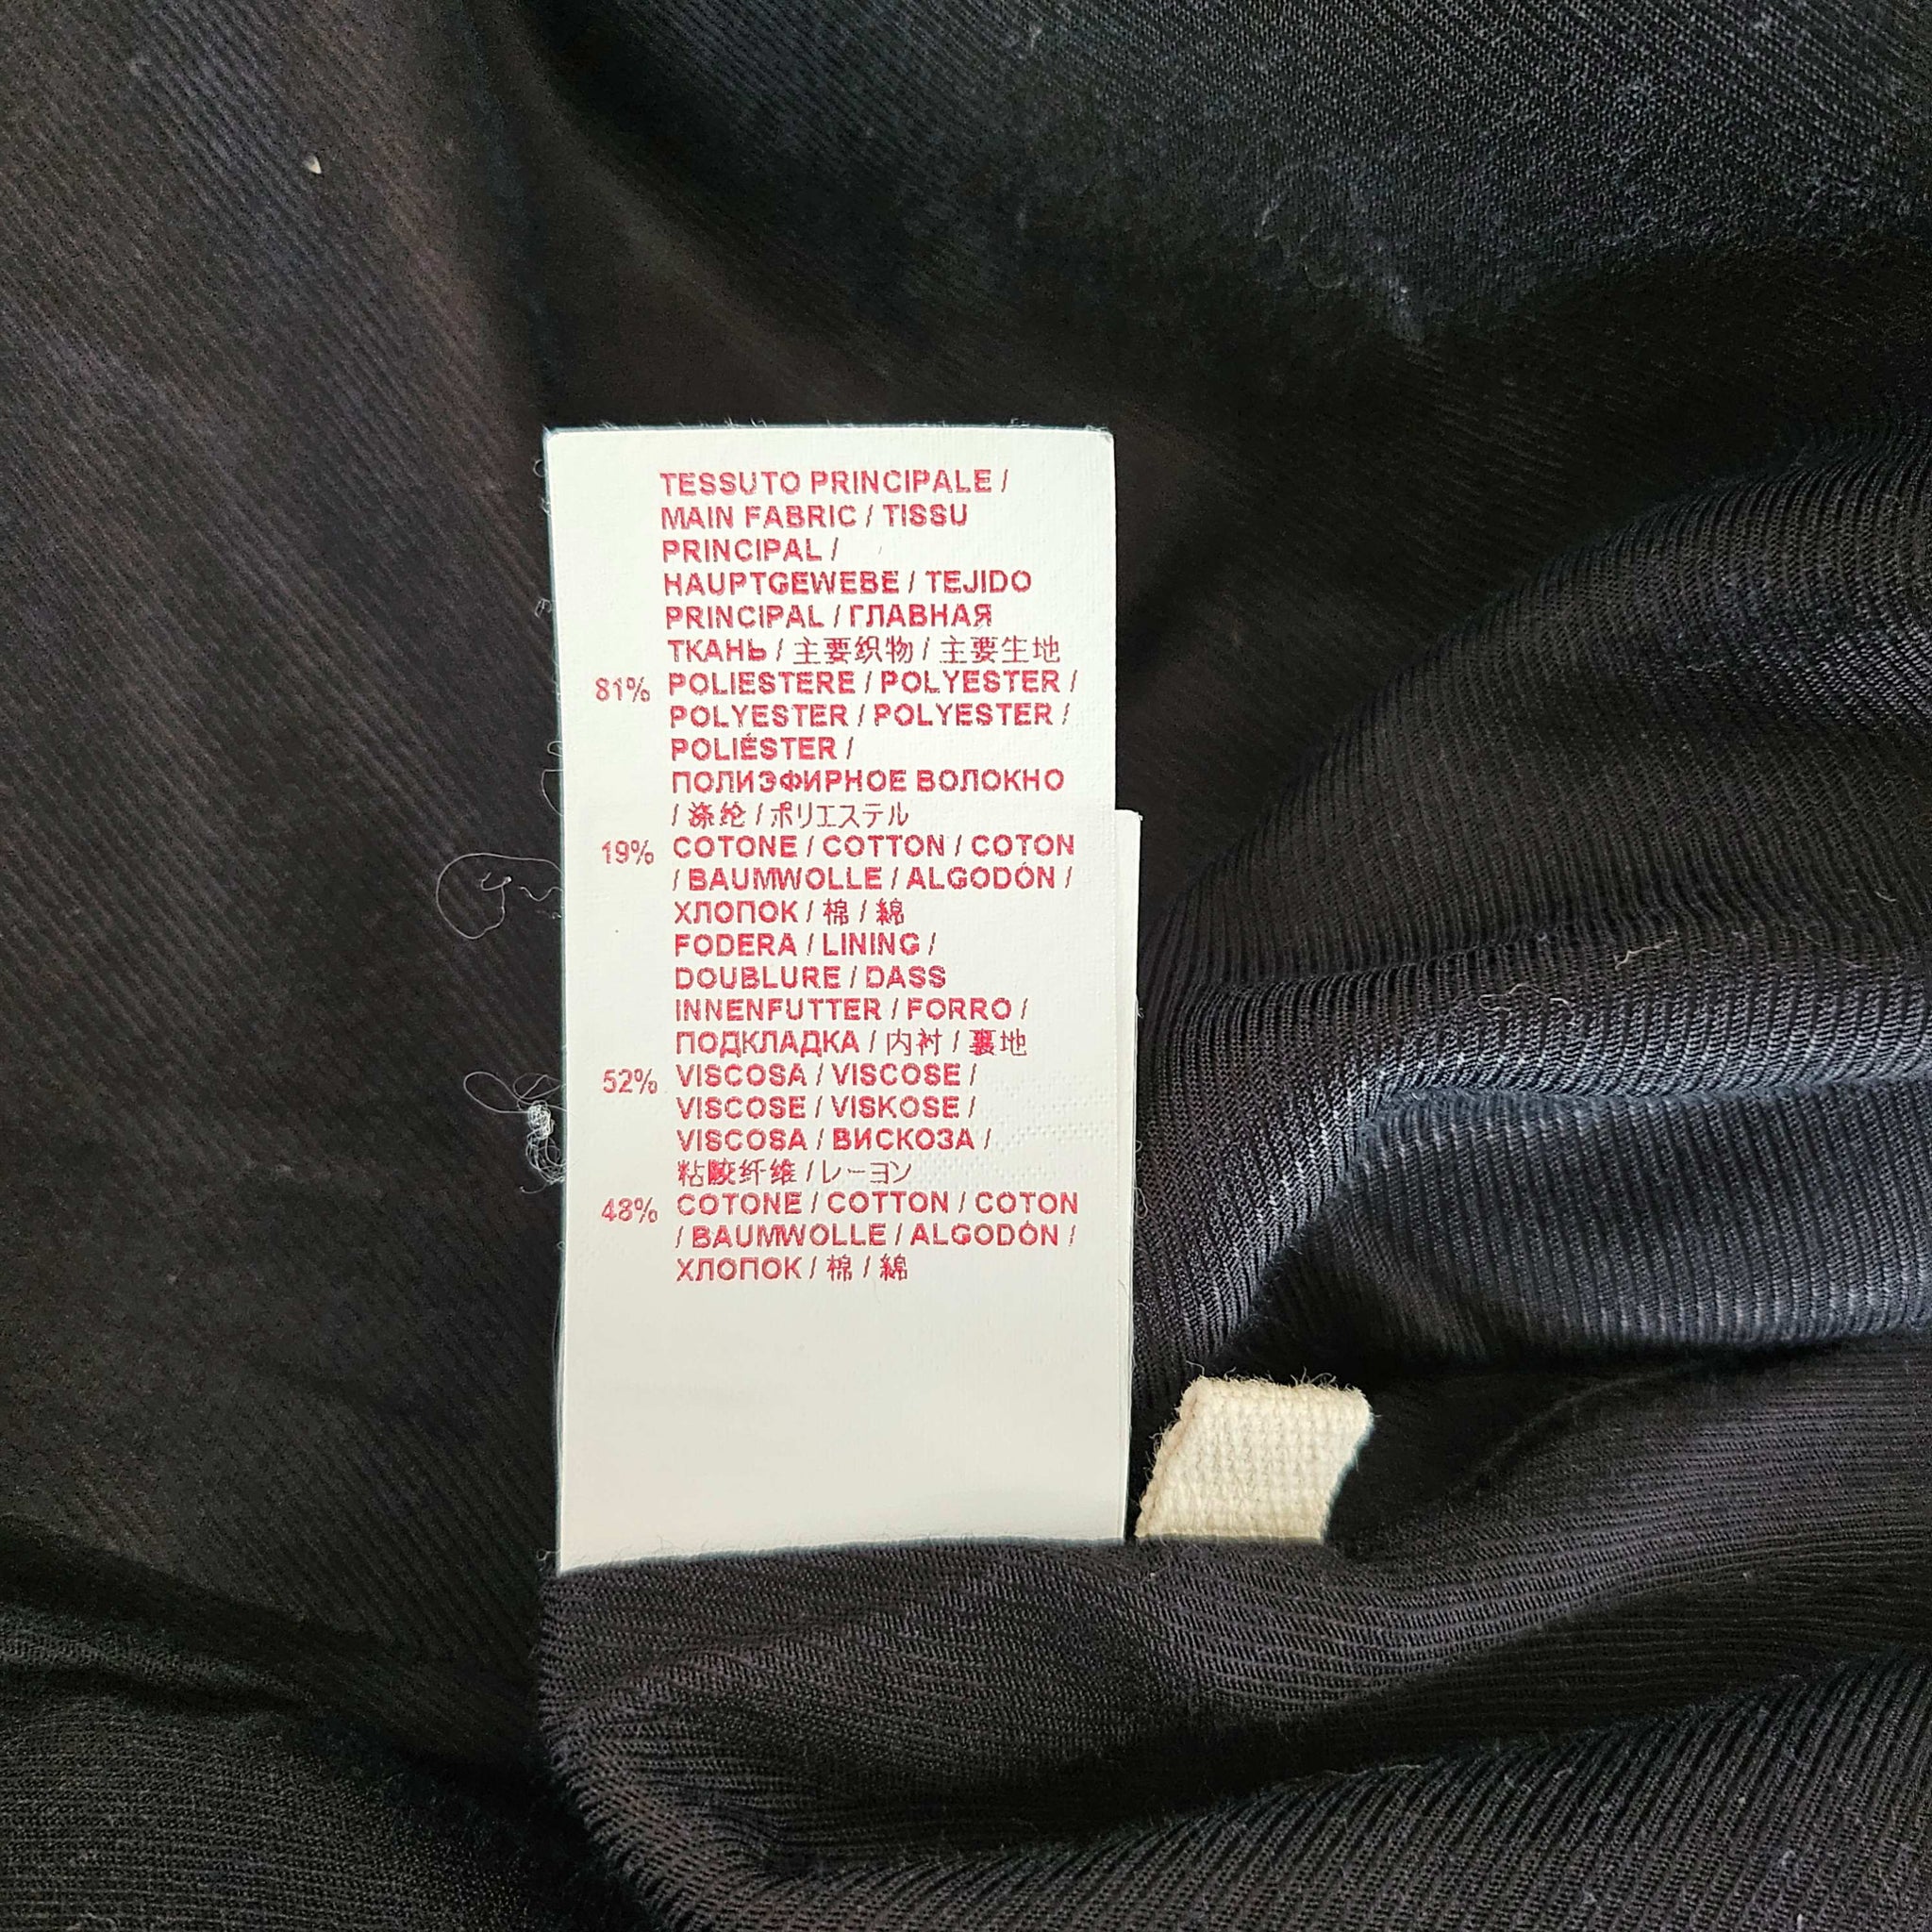 TESSUTO PRINCIPALE /
MAIN FABRIC / TISSU
PRINCIPAL /
HAUPTGEWEBE / TEJIDO
PRINCIPAL / ГЛАВНАЯ
ТКАНЬ / 主要织物 / 主要生地
81% POLIESTERE / POLYESTER /
POLYESTER / POLYESTER /
POLIÉSTER /
ПОЛИЭФИРНОЕ ВОЛОКНО
/ 涤纶 / ポリエステル
19% COTONE / COTTON / COTON
/ BAUMWOLLE / ALGODÓN /
ХЛОПОК / 棉 / 綿
FODERA / LINING /
DOUBLURE / DASS
INNENFUTTER / FORRO /
ПОДКЛАДКА / 内衬 / 裏地
52% VISCOSA / VISCOSE /
VISCOSE / VISKOSE /
VISCOSA / ВИСКОЗА /
粘胶纤维 / レーヨン
48% COTONE / COTTON / COTON
/ BAUMWOLLE / ALGODÓN /
ХЛОПОК / 棉 / 綿